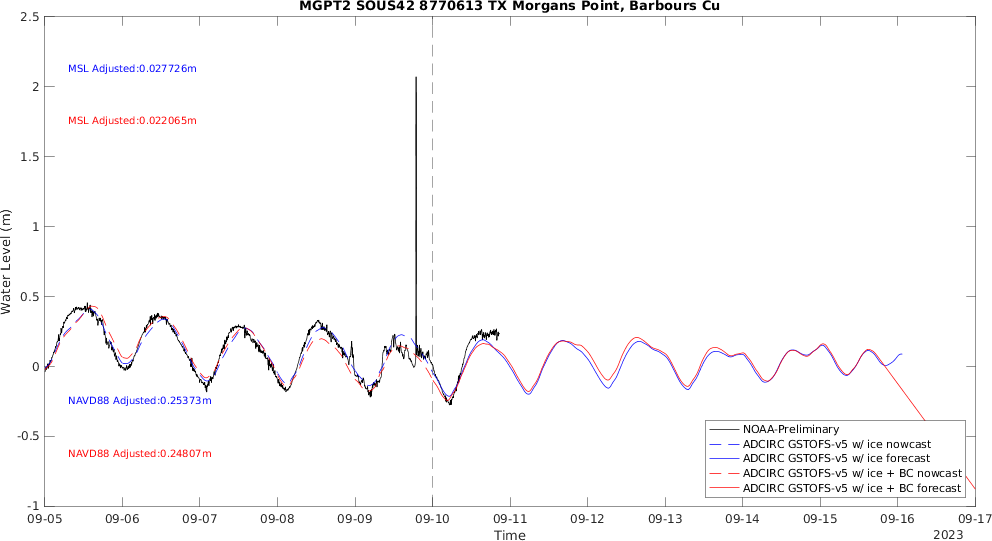 MGPT2 SOUS42 8770613 TX Morgans Point, Barbours Cu
2.5
2
1.5
1
0.5
0
-0.5
-1
Water Level (m)
MSL Adjusted:0.027726m
MSL Adjusted:0.022065m
NAVD88 Adjusted:0.25373m
NAVD88 Adjusted:0.24807m
NOAA-Preliminary
ADCIRC GSTOFS-v5 w/ ice nowcast
ADCIRC GSTOFS-v5 w/ ice forecast
ADCIRC GSTOFS-v5 w/ ice + BC nowcast
ADCIRC GSTOFS-v5 w/ ice + BC forecast
09-05 09-06 09-07 09-08 09-09 09-10 09-11 09-12 09-13 09-14 09-15 09-16 09-17
Time
2023